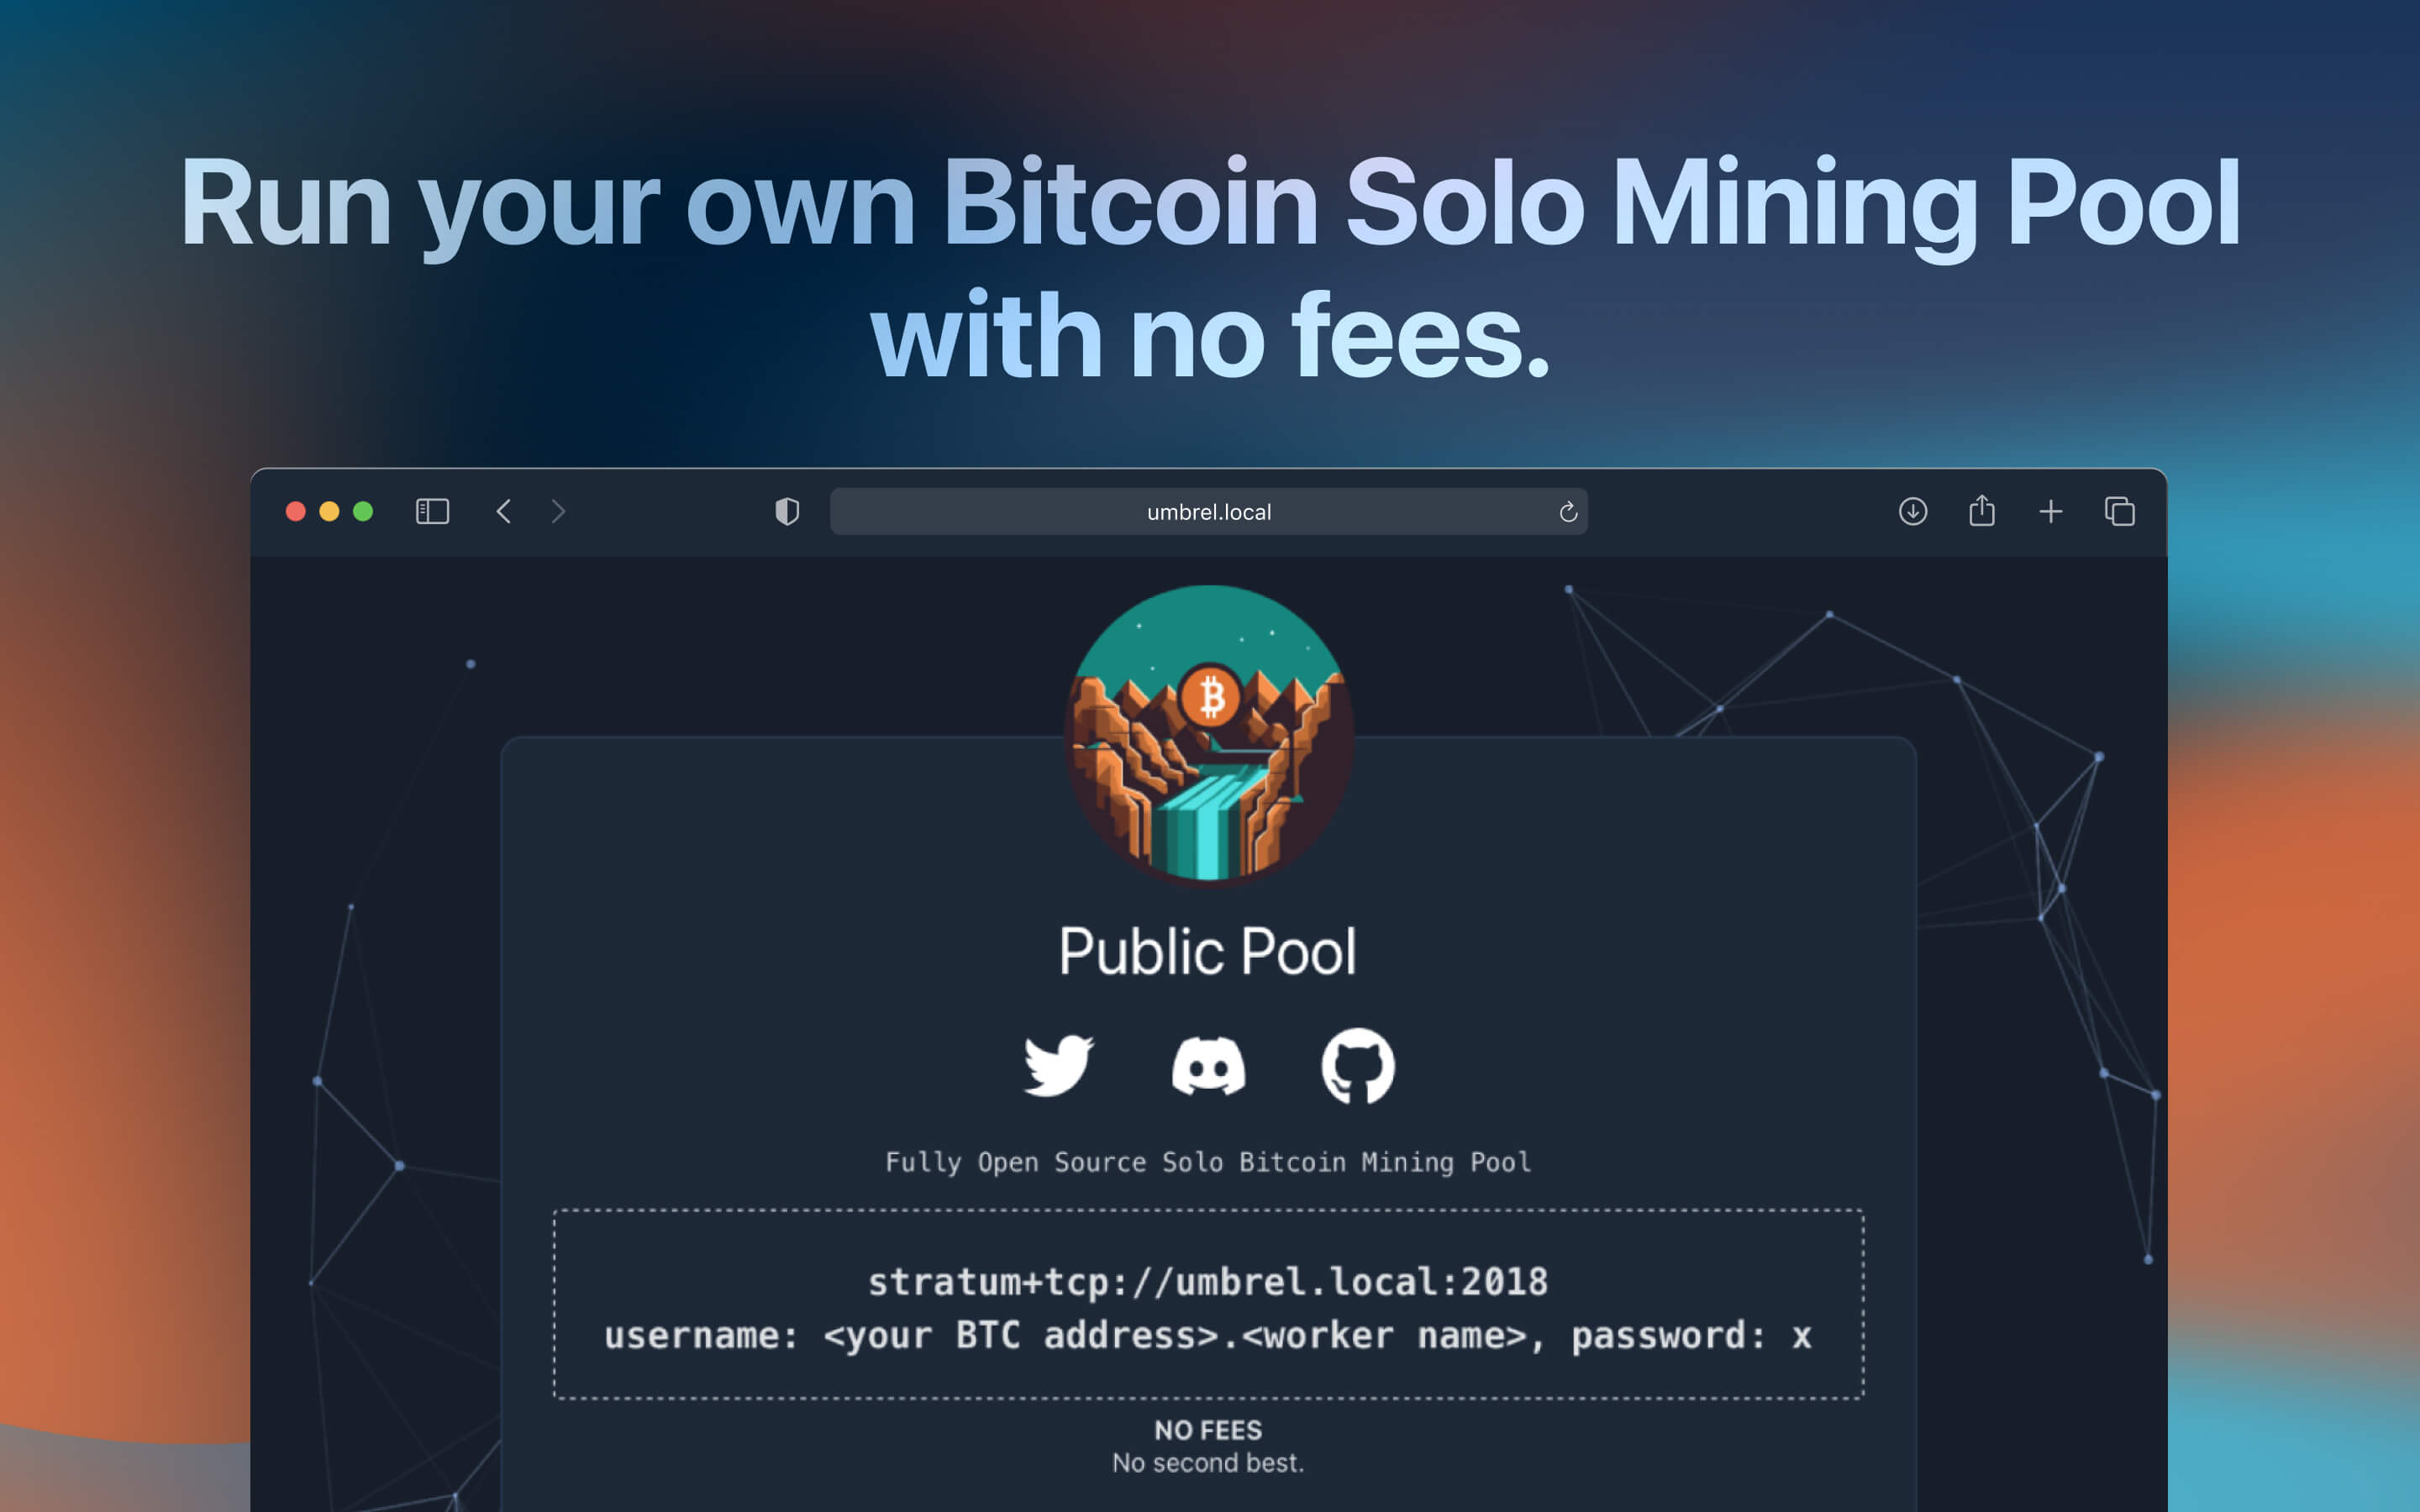 Run your own Bitcoin Solo Mining Pool
with no fees.
umbrel.local
Public Pool
Fully Open Source Solo Bitcoin Mining Pool
stratum+tcp://umbrel.local:2018
username: <your BTC address>.<worker name>, password: x
NO FEES
No second best.